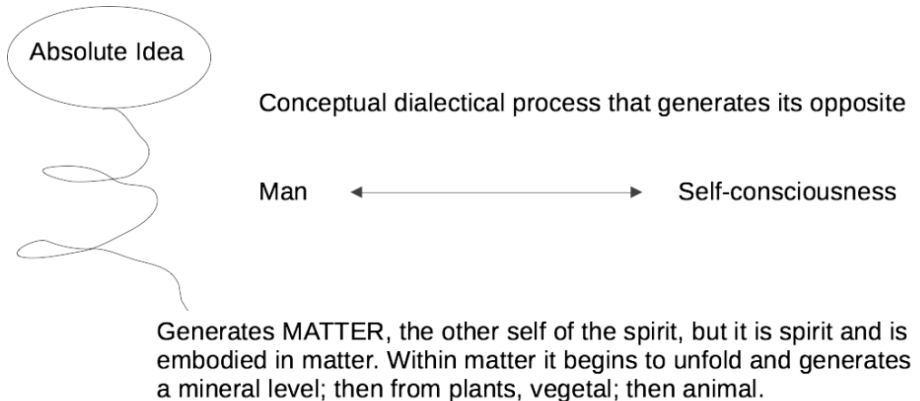 Absolute Idea
Conceptual dialectical process that generates its opposite
Man
Self-consciousness
Generates MATTER, the other self of the spirit, but it is spirit and is
embodied in matter. Within matter it begins to unfold and generates
a mineral level; then from plants, vegetal; then animal.